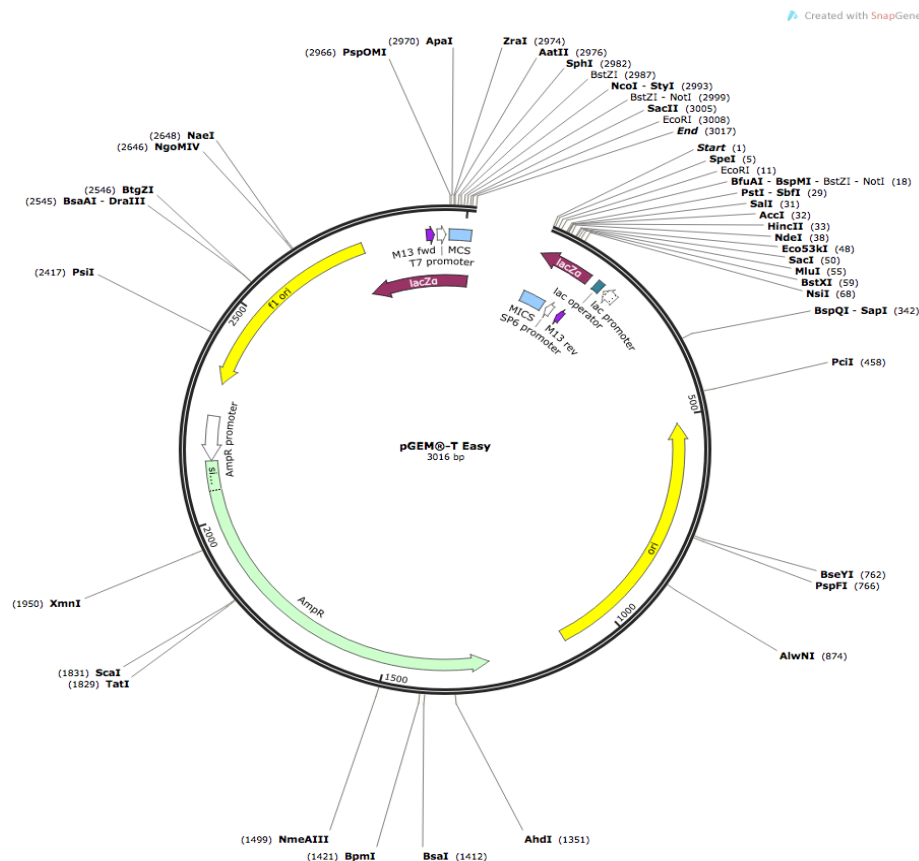 Created with SnapGene
(2970) ApaI
(2966) PspOMI
ZraI (2974)
AatII (2976)
SphI (2982)
BstZI (2987)
NcoI - StyI (2993)
BstZI - NotI (2999)
SacII (3005)
EcoRI (3008)
End (3017)
Start (1)
SpeI (5)
EcoRI (11)
BfuAI - BspMI - BstZI - NotI (18)
PstI - SbfI (29)
SalI (31)
AccI (32)
HincII (33)
NdeI (38)
Eco53kI (48)
SacI (50)
MluI (55)
BstXI (59)
NsiI (68)
BspQI - SapI (342)
PciI (458)
BseYI (762)
PspFI (766)
AlwNI (874)
AhdI (1351)
(1412) BsaI
(1421) BpmI
(1499) NmeAIII
(1829) TatI
(1831) ScaI
(1950) XmnI
(2417) PsiI
(2545) BsaAI - DraIII
(2546) BtgZI
(2646) NgoMIV
(2648) NaeI
M13 fwd
MCS
T7 promoter
lacZα
lacZα
lac operator
lac promoter
MCS
SP6 promoter
M13 rev
f1 ori
AmpR promoter
si...
AmpR
ori
500
1000
1500
2000
2500
pGEM®-T Easy
3016 bp